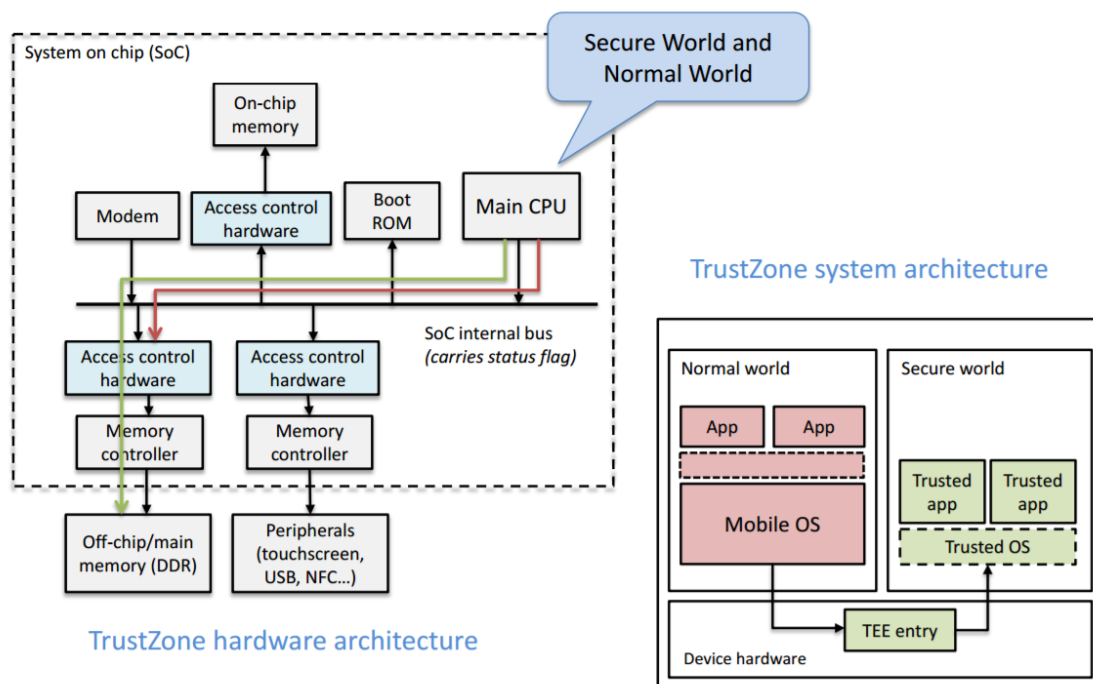 System on chip (SoC)
Secure World and
Normal World
On-chip
memory
Modem
Access control
hardware
Boot
ROM
Main CPU
SoC internal bus
(carries status flag)
Access control
hardware
Access control
hardware
Memory
controller
Memory
controller
Off-chip/main
memory (DDR)
Peripherals
(touchscreen,
USB, NFC...)
TrustZone hardware architecture
TrustZone system architecture
Normal world
App
App
Mobile OS
Secure world
Trusted
app
Trusted
app
Trusted OS
TEE entry
Device hardware